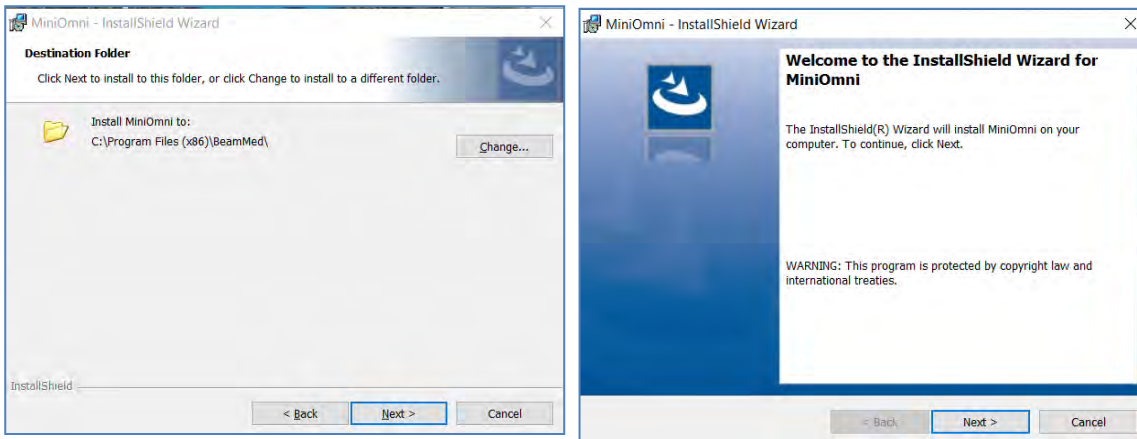 MiniOmni - InstallShield Wizard
Destination Folder
Click Next to install to this folder, or click Change to install to a different folder.
Install MiniOmni to:
C:\Program Files (x86)\BeamMed\
Change...
InstallShield
< Back Next > Cancel
MiniOmni - InstallShield Wizard
Welcome to the InstallShield Wizard for
MiniOmni
The InstallShield(R) Wizard will install MiniOmni on your
computer. To continue, click Next.
WARNING: This program is protected by copyright law and
international treaties.
< Back Next > Cancel